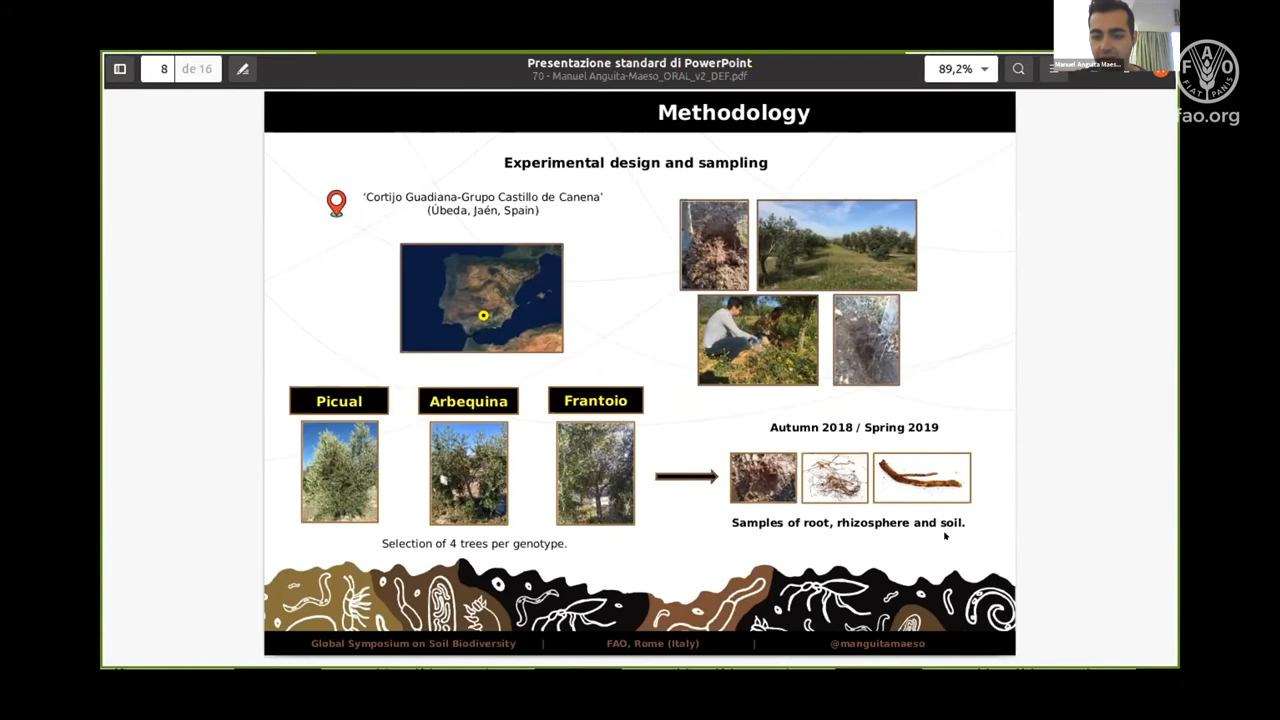 8
de 16
Presentazione standard di PowerPoint
70 - Manuel Anguita-Maeso_ORAL_v2_DEF.pdf
89,2%
Manuel Anguita Maes...
F A O
FIAT PANIS
fao.org
Methodology
Experimental design and sampling
‘Cortijo Guadiana-Grupo Castillo de Canena’
(Úbeda, Jaén, Spain)
Picual
Arbequina
Frantoio
Autumn 2018 / Spring 2019
Samples of root, rhizosphere and soil.
Selection of 4 trees per genotype.
Global Symposium on Soil Biodiversity | FAO, Rome (Italy) | @manguitamaeso